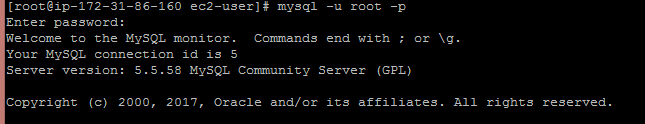 [root@ip-172-31-86-160 ec2-user]# mysql -u root -p
Enter password:
Welcome to the MySQL monitor.  Commands end with ; or \g.
Your MySQL connection id is 5
Server version: 5.5.58 MySQL Community Server (GPL)
Copyright (c) 2000, 2017, Oracle and/or its affiliates. All rights reserved.